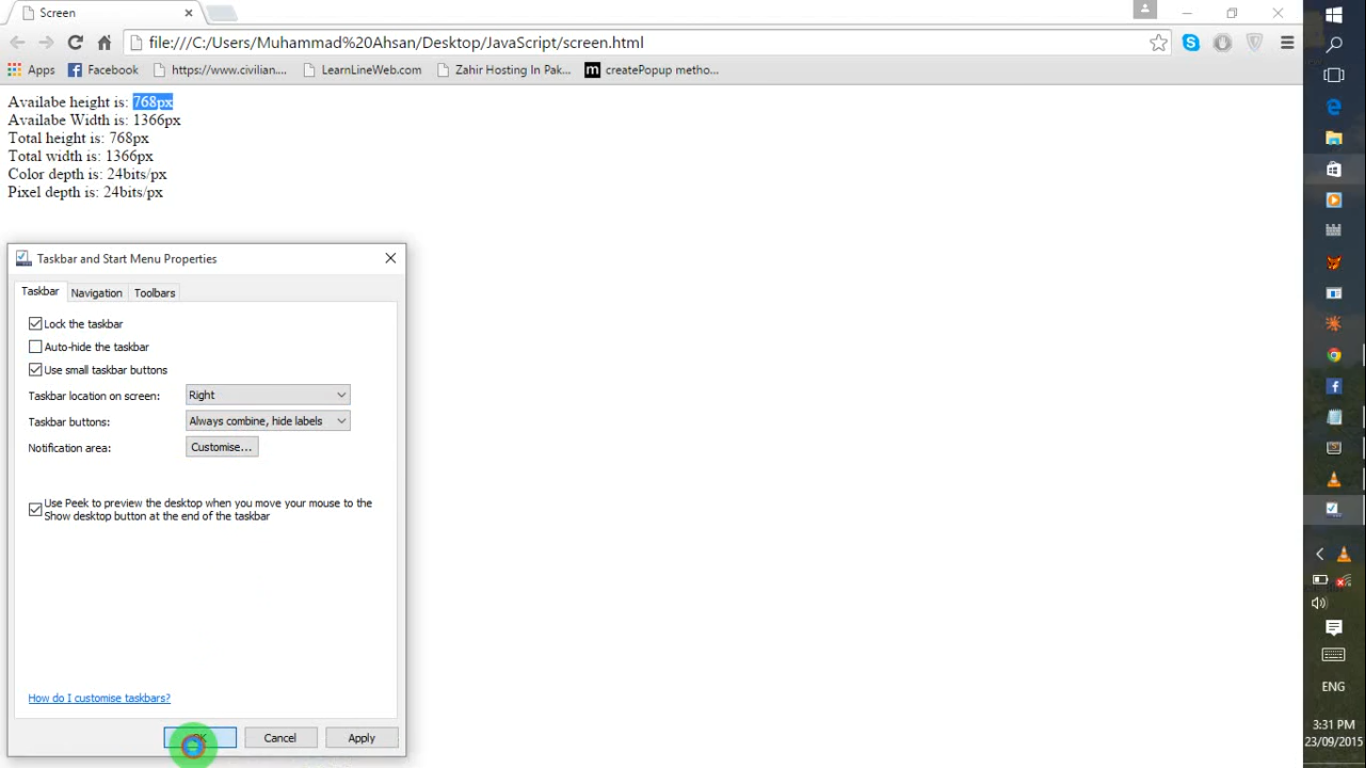 Screen
file:///C:/Users/Muhammad%20Ahsan/Desktop/JavaScript/screen.html
Apps Facebook https://www.civilian.... LearnLineWeb.com Zahir Hosting In Pak... m createPopup metho...
Availabe height is: 768px
Availabe Width is: 1366px
Total height is: 768px
Total width is: 1366px
Color depth is: 24bits/px
Pixel depth is: 24bits/px
Taskbar and Start Menu Properties
Taskbar Navigation Toolbars
Lock the taskbar
Auto-hide the taskbar
Use small taskbar buttons
Taskbar location on screen: Right
Taskbar buttons: Always combine, hide labels
Notification area: Customise...
Use Peek to preview the desktop when you move your mouse to the
Show desktop button at the end of the taskbar
How do I customise taskbars?
OK Cancel Apply
ENG
3:31 PM
23/09/2015